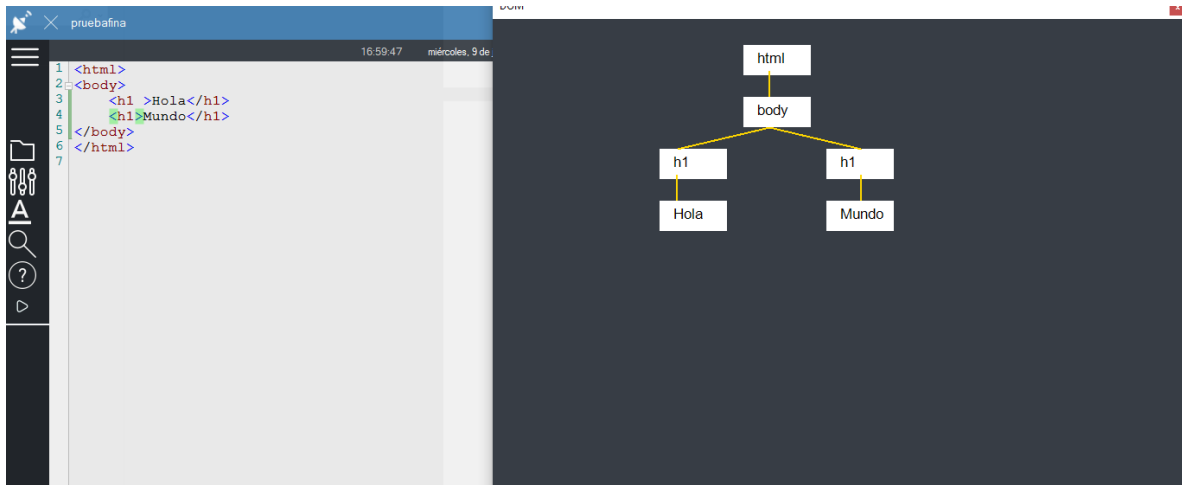 pruebafina
DOM
16:59:47 miércoles, 9 de
1 <html>
2 <body>
3 <h1 >Hola</h1>
4 <h1>Mundo</h1>
5 </body>
6 </html>
7
A
?
html
body
h1 h1
Hola Mundo